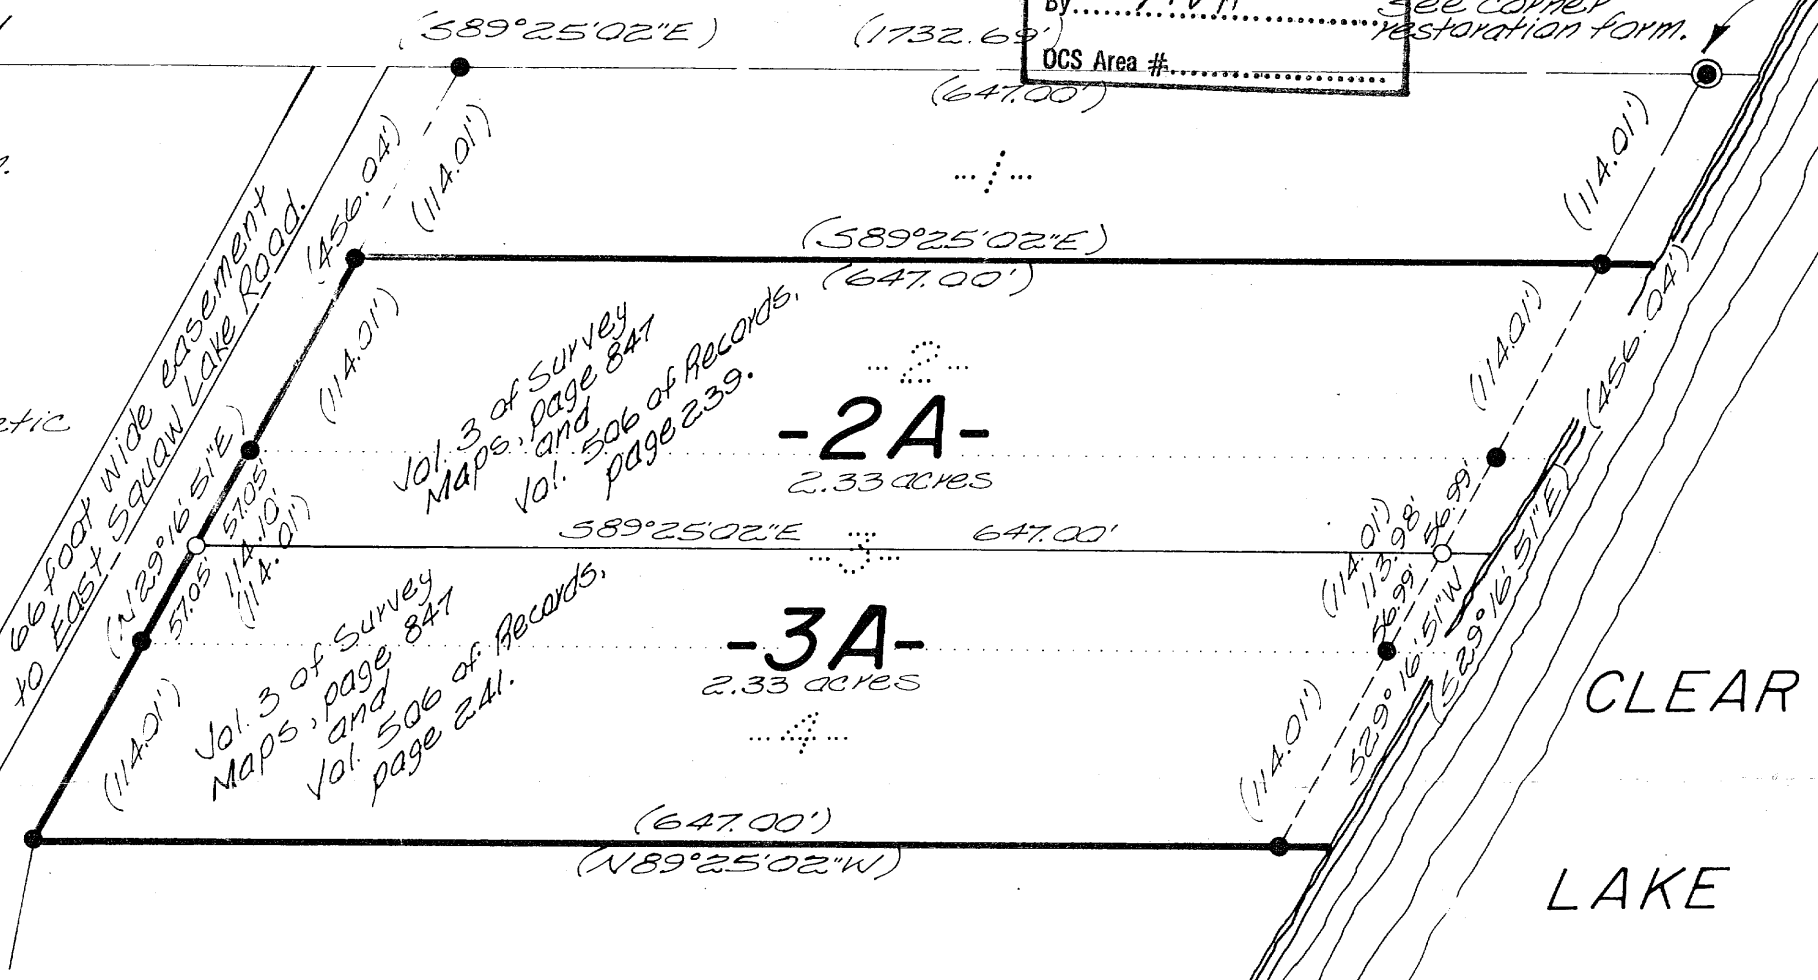 By
See corner
restoration form.
OCS Area #
(S89°25'02"E)
(1732.69')
(647.00')
(456.04')
(114.01')
-1-
(114.01')
66 foot wide easement
to East Squaw Lake Road.
(S89°25'02"E)
(647.00')
(114.01')
(114.01')
(456.04')
Vol. 3 of Survey
Maps, page 847
and
Vol. 506 of Records,
page 239.
-2-
-2A-
2.33 acres
(N29°16'51"E)
57.05'
114.10'
(114.01')
57.05'
S89°25'02"E
647.00'
-3-
(114.01')
113.98'
56.99'
56.99'
S29°16'51"W
(S29°16'51"E)
Vol. 3 of Survey
Maps, page 847
and
Vol. 506 of Records,
page 241.
-3A-
2.33 acres
-4-
(114.01')
(114.01')
(647.00')
(N89°25'02"W)
CLEAR
LAKE